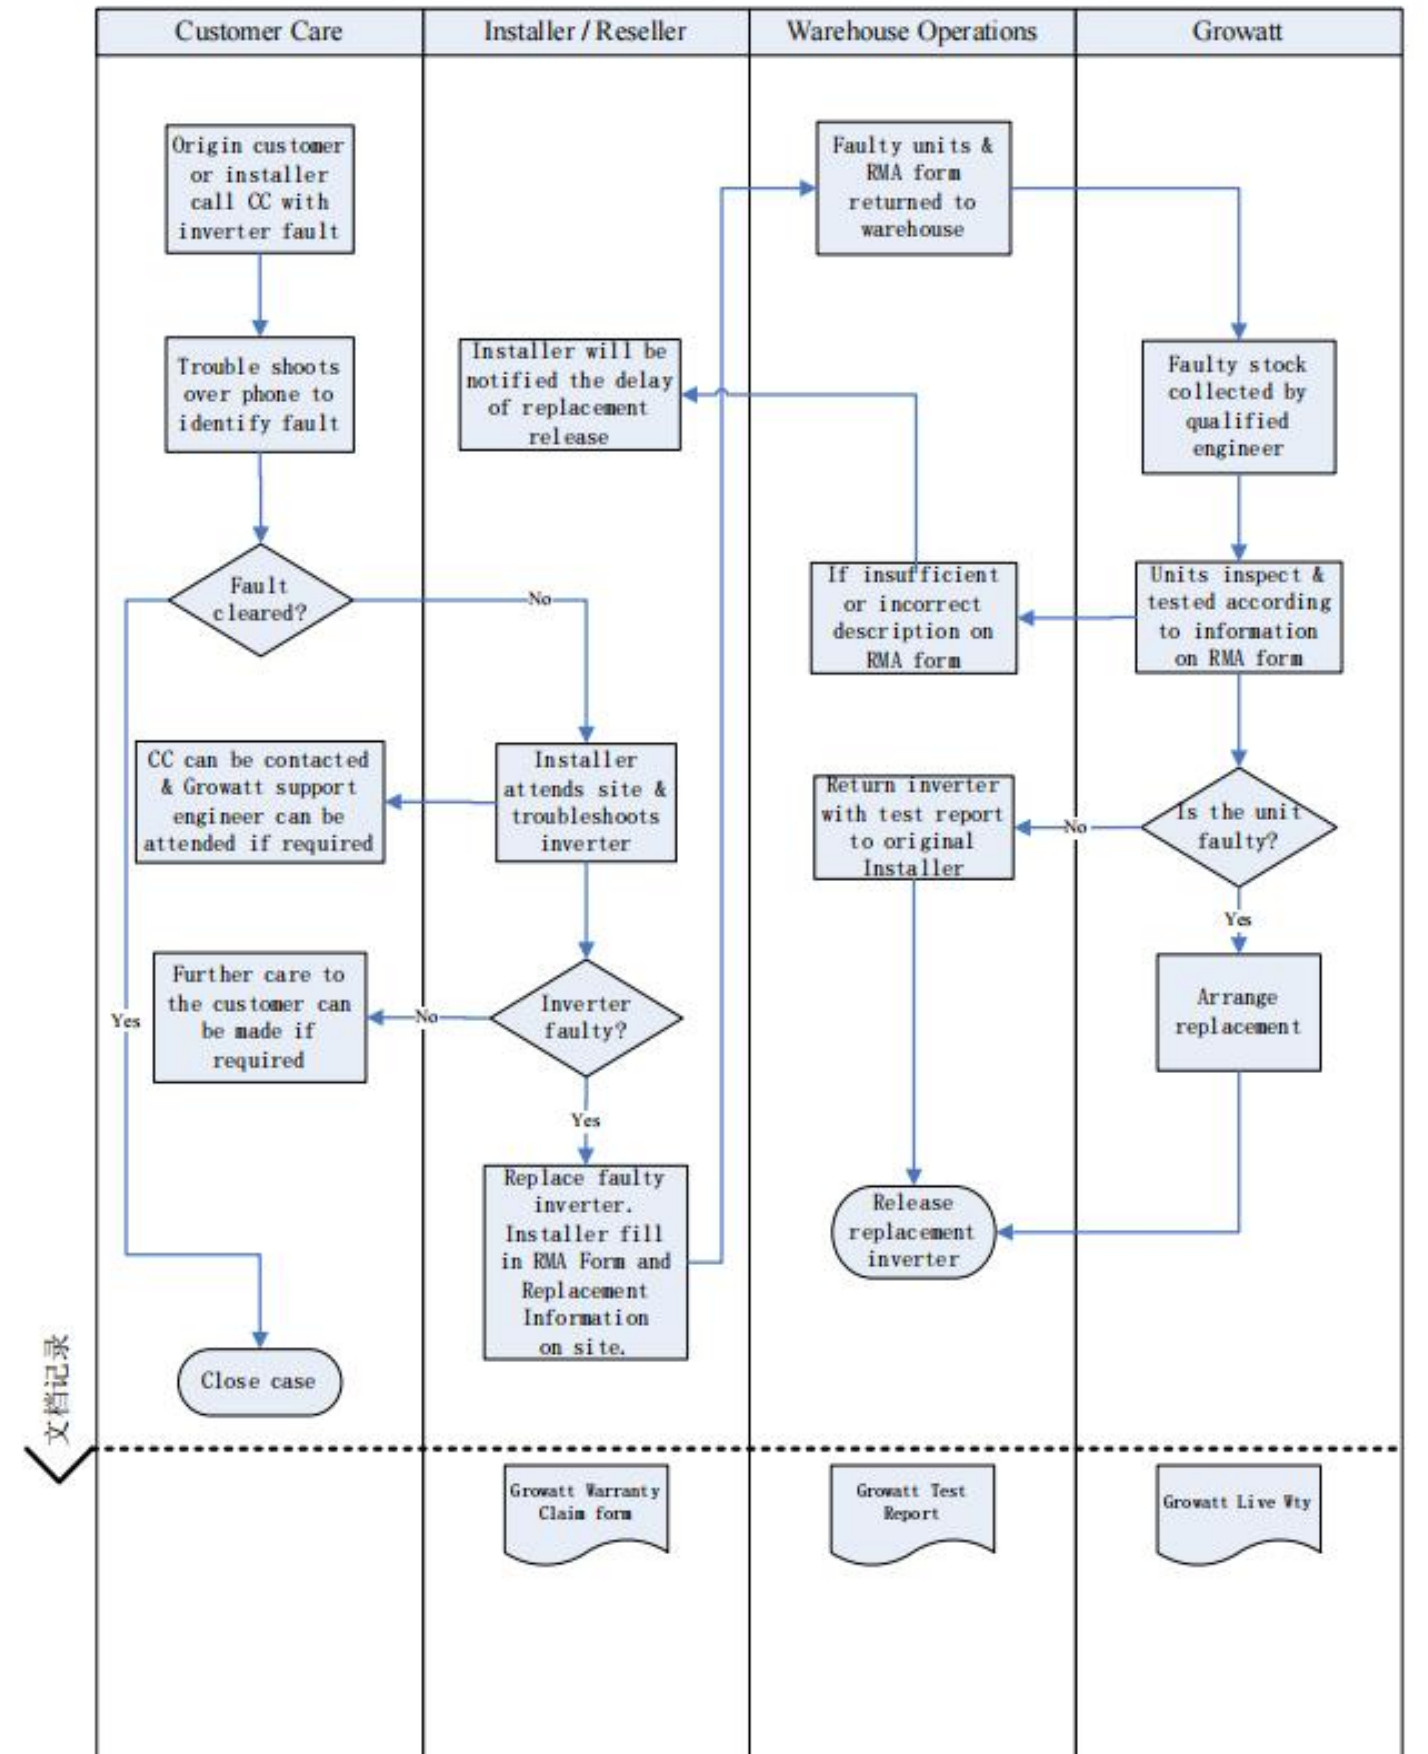 Customer Care
Installer / Reseller
Warehouse Operations
Growatt
Origin customer
or installer
call CC with
inverter fault
Trouble shoots
over phone to
identify fault
Fault
cleared?
No
Yes
CC can be contacted
& Growatt support
engineer can be
attended if required
Further care to
the customer can
be made if
required
Close case
Installer will be
notified the delay
of replacement
release
Installer
attends site &
troubleshoots
inverter
Inverter
faulty?
No
Yes
Replace faulty
inverter.
Installer fill
in RMA Form and
Replacement
Information
on site.
Faulty units &
RMA form
returned to
warehouse
If insufficient
or incorrect
description on
RMA form
Return inverter
with test report
to original
Installer
Release
replacement
inverter
Faulty stock
collected by
qualified
engineer
Units inspect &
tested according
to information
on RMA form
Is the unit
faulty?
No
Yes
Arrange
replacement
文档记录
Growatt Warranty
Claim form
Growatt Test
Report
Growatt Live Wty